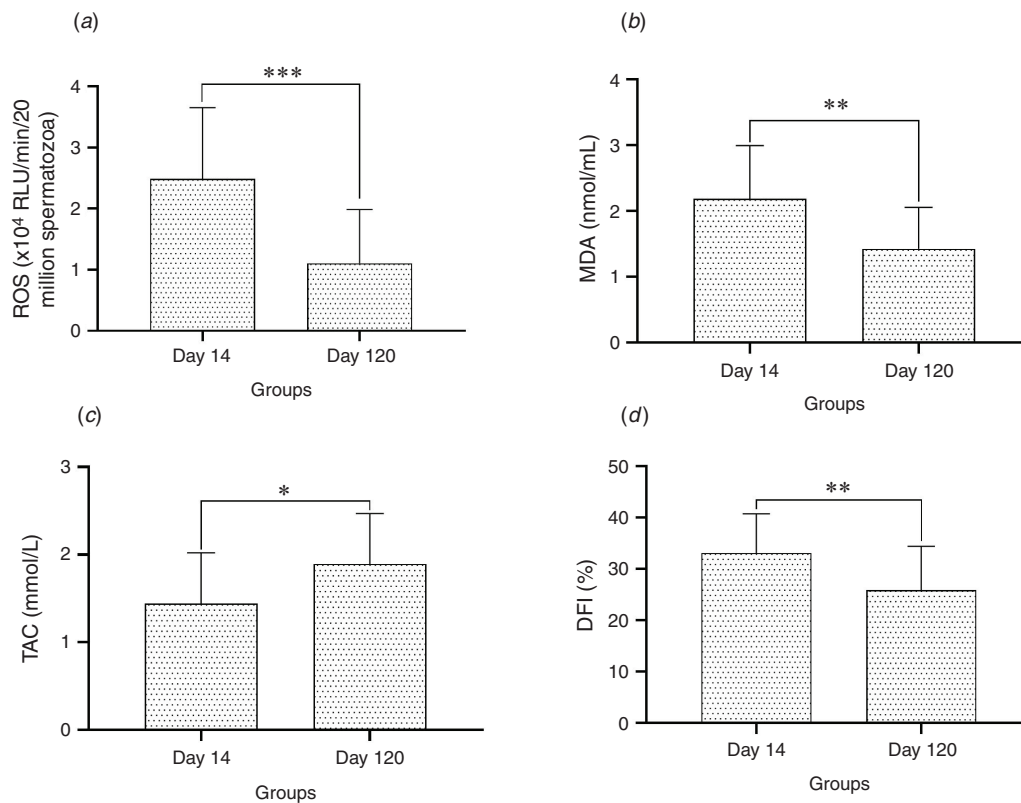 (a)
ROS (x10⁴ RLU/min/20
million spermatozoa)
4
3
2
1
0
***
Day 14
Day 120
Groups
(b)
MDA (nmol/mL)
4
3
2
1
0
**
Day 14
Day 120
Groups
(c)
TAC (mmol/L)
3
2
1
0
*
Day 14
Day 120
Groups
(d)
DFI (%)
50
40
30
20
10
0
**
Day 14
Day 120
Groups